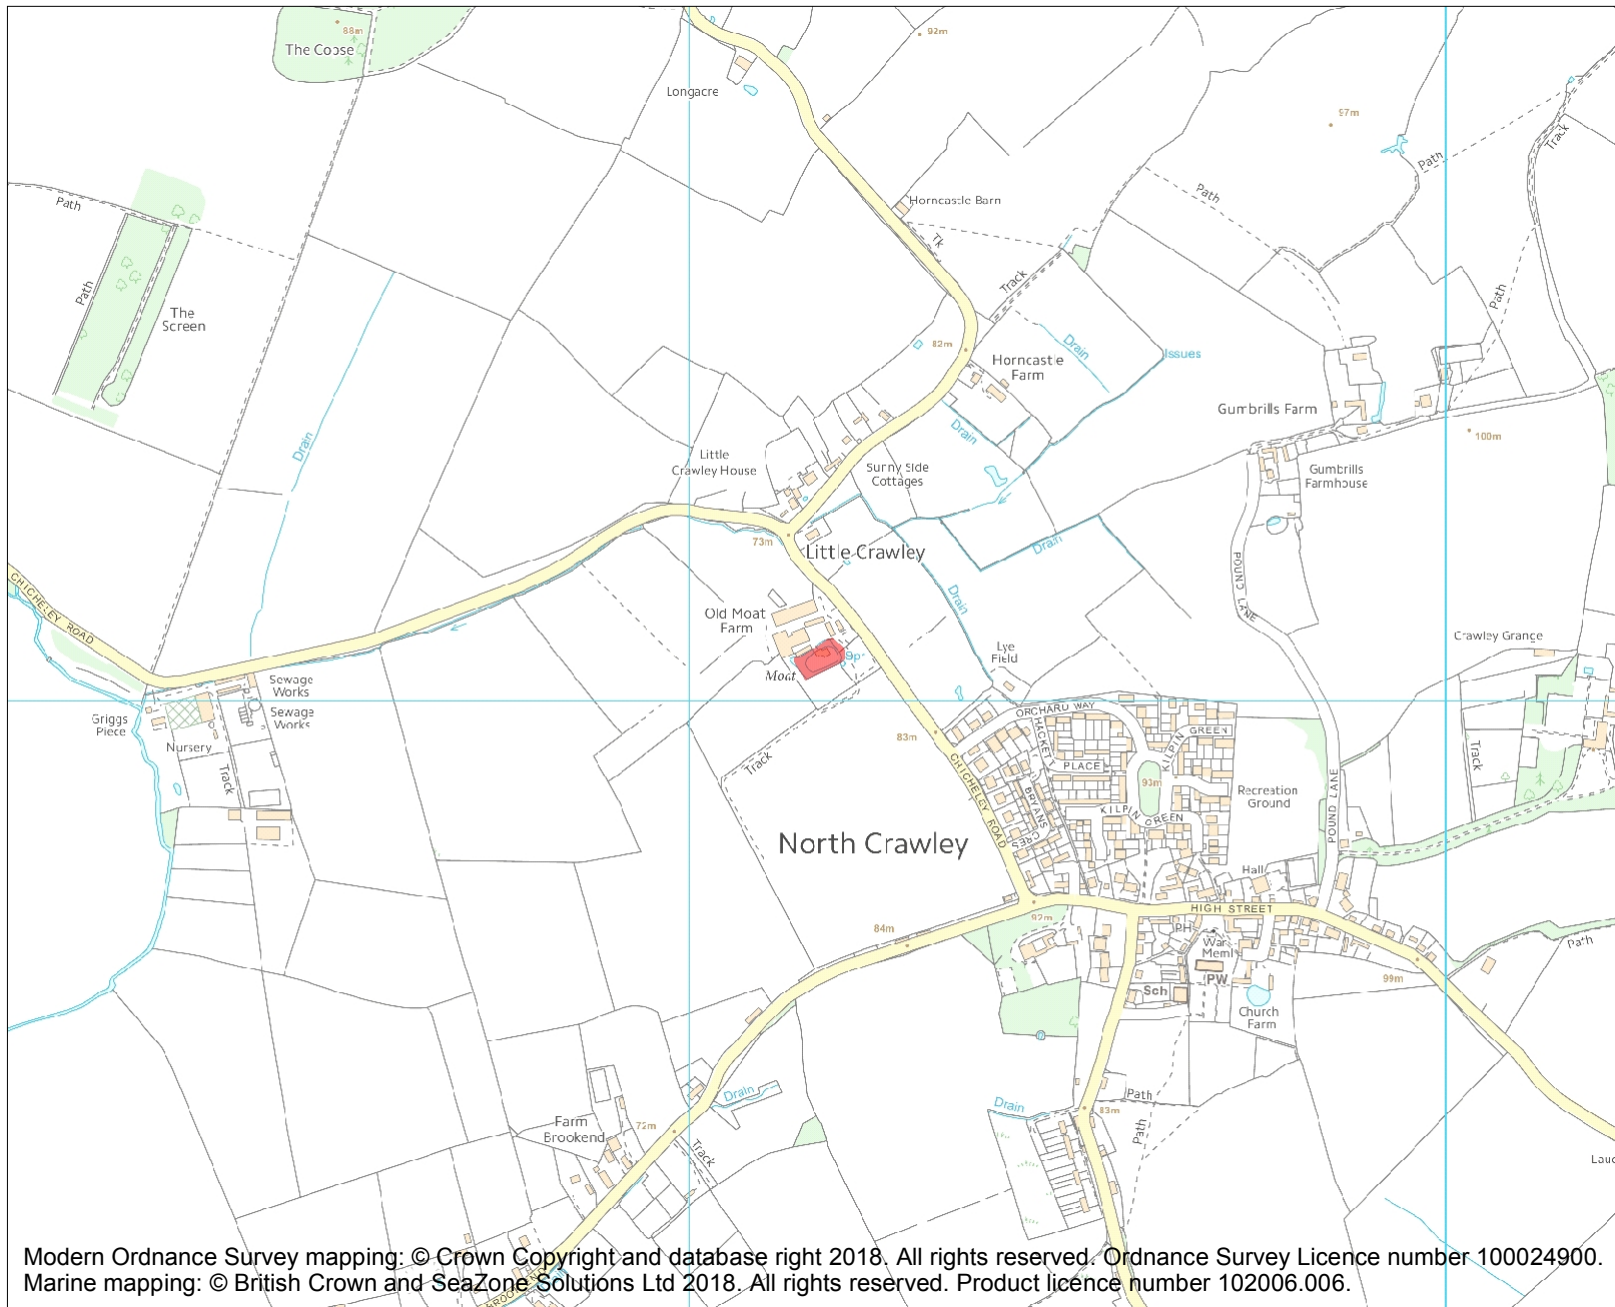 The Copse
88m
92m
Longacre
97m
Track
Path
Path
Path
Horncastle Barn
Tk
Track
Path
Path
The
Screen
82m
Drain
Issues
Horncastle
Farm
Gumbrills Farm
100m
Drain
Drain
Little
Crawley House
Sunny Side
Cottages
Gumbrills
Farmhouse
73m
Little Crawley
Drain
POUND LANE
CHICHELEY ROAD
Old Moat
Farm
Drain
Crawley Grange
Lye
Field
Moat
Sp
Sewage
Works
Sewage
Works
Griggs
Piece
Nursery
Track
Track
83m
ORCHARD WAY
HACKETT
PLACE
KILPIN
GREEN
CHICHELEY ROAD
BRYANS
CRES
93m
KILPIN GREEN
Recreation
Ground
POUND LANE
Track
North Crawley
Hall
HIGH STREET
92m
84m
PH
War
Meml
PW
Sch
Church
Farm
99m
Path
Drain
Farm
Brookend
72m
Track
Drain
83m
Path
Path
Modern Ordnance Survey mapping: © Crown Copyright and database right 2018. All rights reserved. Ordnance Survey Licence number 100024900.
Marine mapping: © British Crown and SeaZone Solutions Ltd 2018. All rights reserved. Product licence number 102006.006.